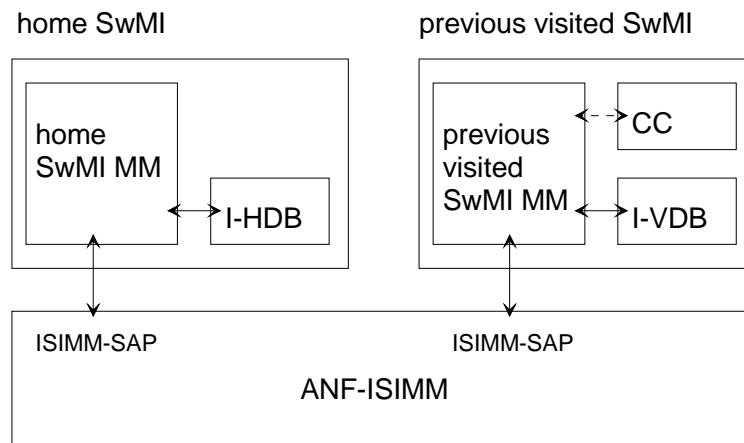 home SwMI
previous visited SwMI
home
SwMI MM
I-HDB
previous
visited
SwMI MM
CC
I-VDB
ISIMM-SAP
ISIMM-SAP
ANF-ISIMM